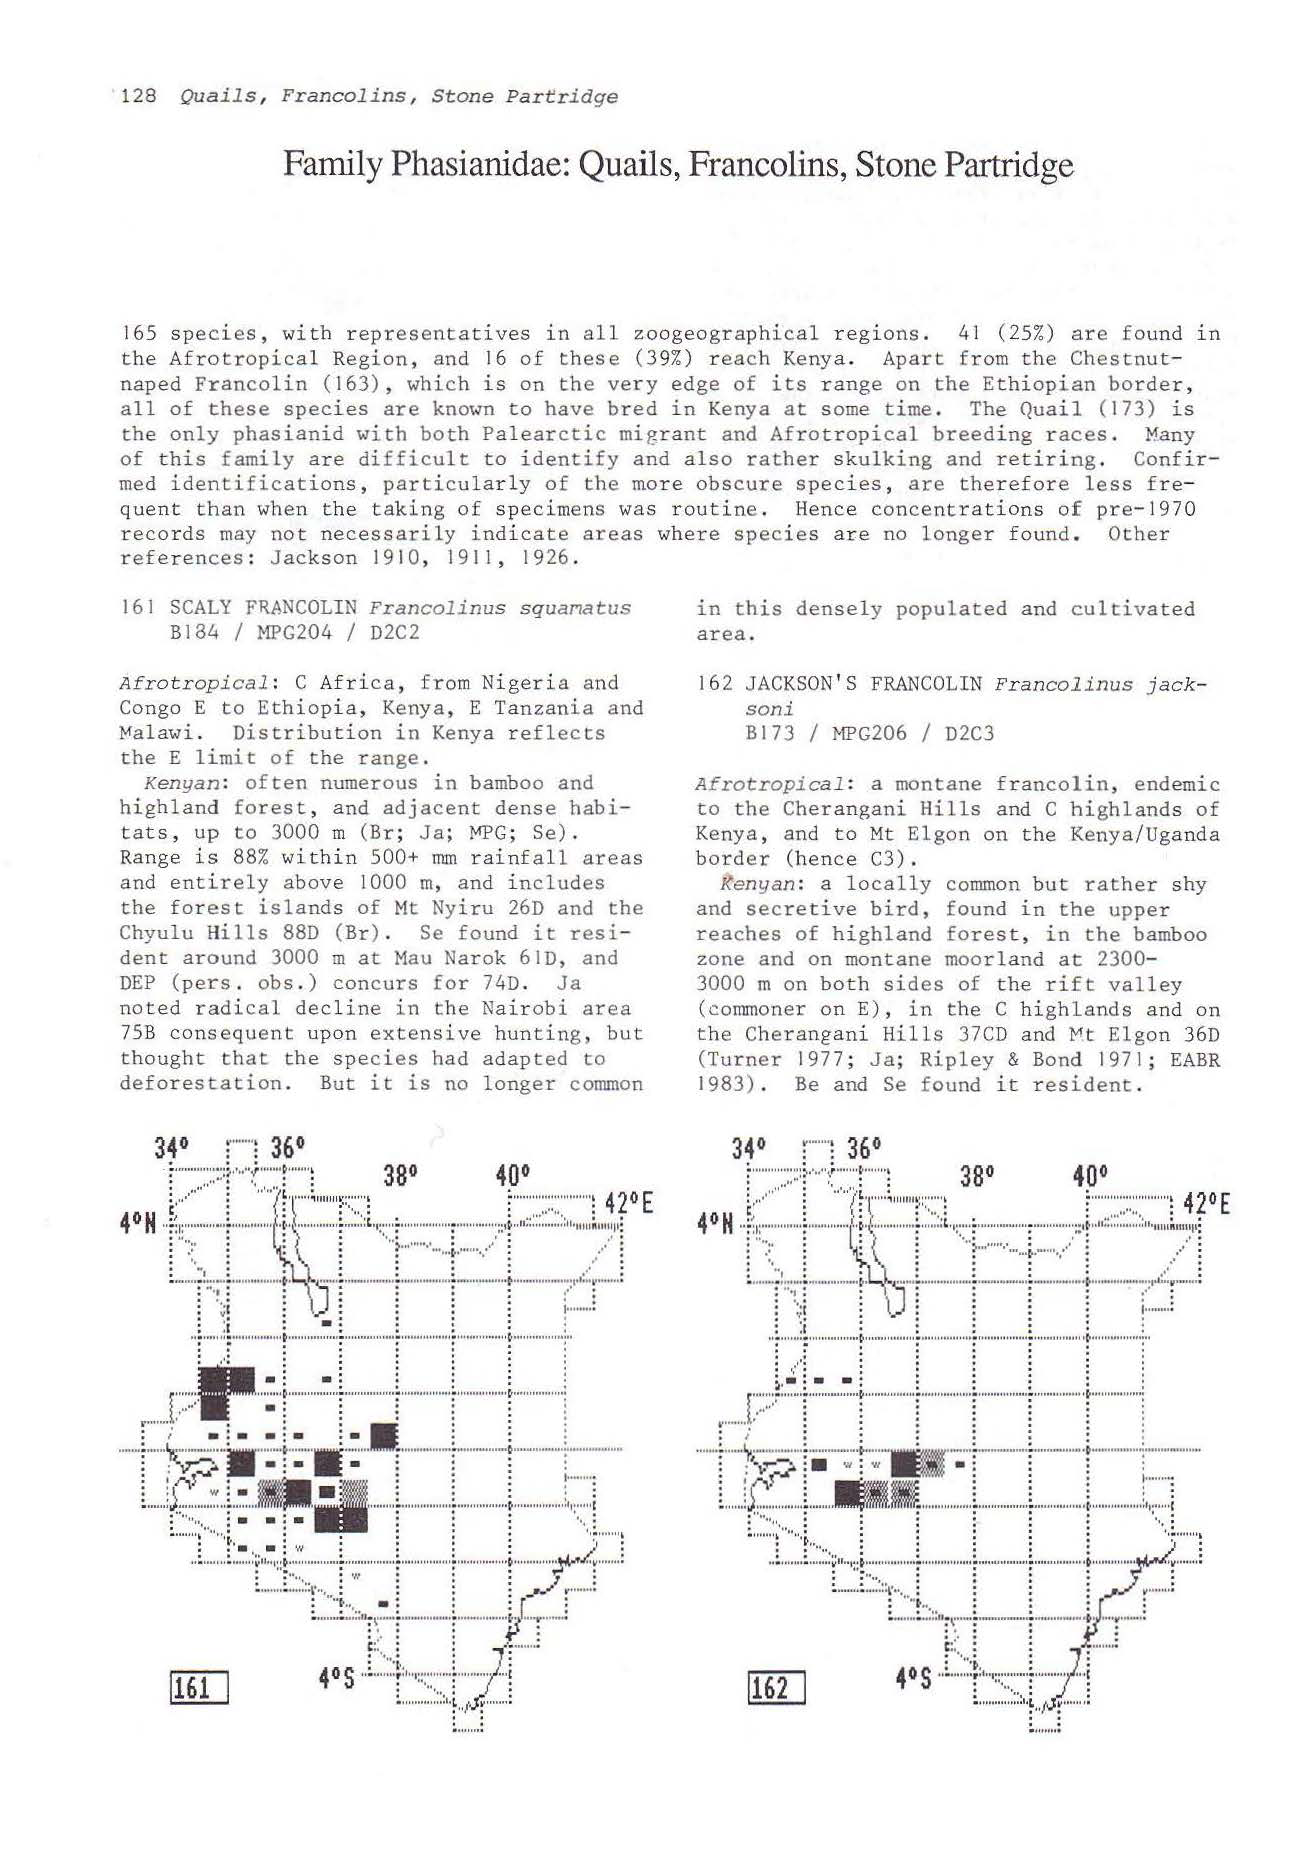 128 Quails, Francolins, Stone Partridge
Family Phasianidae: Quails, Francolins, Stone Partridge
165 species, with representatives in all zoogeographical regions. 41 (25%) are found in
the Afrotropical Region, and 16 of these (39%) reach Kenya. Apart from the Chestnut-
naped Francolin (163), which is on the very edge of its range on the Ethiopian border,
all of these species are known to have bred in Kenya at some time. The Quail (173) is
the only phasianid with both Palearctic migrant and Afrotropical breeding races. Many
of this family are difficult to identify and also rather skulking and retiring. Confir-
med identifications, particularly of the more obscure species, are therefore less fre-
quent than when the taking of specimens was routine. Hence concentrations of pre-1970
records may not necessarily indicate areas where species are no longer found. Other
references: Jackson 1910, 1911, 1926.
161 SCALY FRANCOLIN Francolinus squamatus
B184 / MPG204 / D2C2
Afrotropical: C Africa, from Nigeria and
Congo E to Ethiopia, Kenya, E Tanzania and
Malawi. Distribution in Kenya reflects
the E limit of the range.
Kenyan: often numerous in bamboo and
highland forest, and adjacent dense habi-
tats, up to 3000 m (Br; Ja; MPG; Se).
Range is 88% within 500+ mm rainfall areas
and entirely above 1000 m, and includes
the forest islands of Mt Nyiru 26D and the
Chyulu Hills 88D (Br). Se found it resi-
dent around 3000 m at Mau Narok 61D, and
DEP (pers. obs.) concurs for 74D. Ja
noted radical decline in the Nairobi area
75B consequent upon extensive hunting, but
thought that the species had adapted to
deforestation. But it is no longer common
in this densely populated and cultivated
area.
162 JACKSON'S FRANCOLIN Francolinus jack-
soni
B173 / MPG206 / D2C3
Afrotropical: a montane francolin, endemic
to the Cherangani Hills and C highlands of
Kenya, and to Mt Elgon on the Kenya/Uganda
border (hence C3).
Kenyan: a locally common but rather shy
and secretive bird, found in the upper
reaches of highland forest, in the bamboo
zone and on montane moorland at 2300-
3000 m on both sides of the rift valley
(commoner on E), in the C highlands and on
the Cherangani Hills 37CD and Mt Elgon 36D
(Turner 1977; Ja; Ripley & Bond 1971; EABR
1983). Be and Se found it resident.
34° 36°
38° 40°
42°E
4°N
w
w
w
4°S
161
34° 36°
38° 40°
42°E
4°N
w w
4°S
162